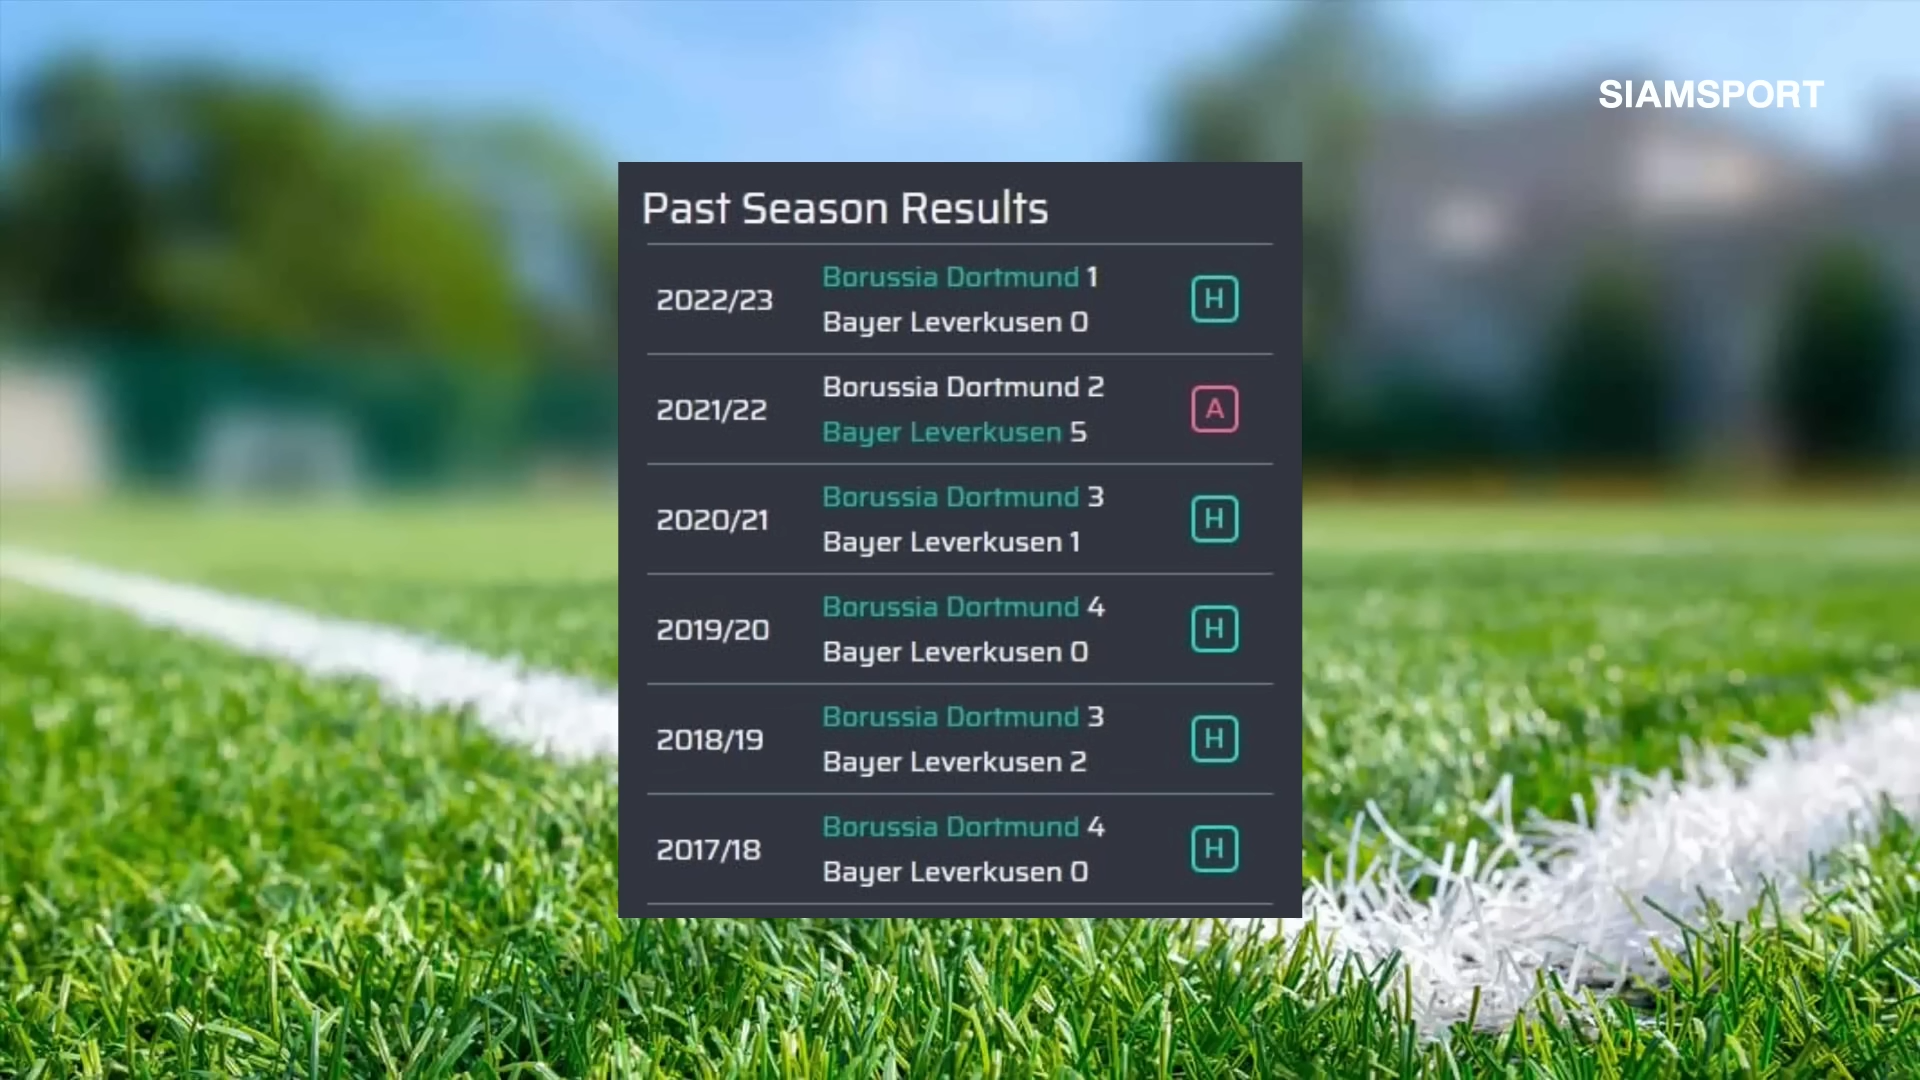 SIAMSPORT
Past Season Results
2022/23
Borussia Dortmund 1
Bayer Leverkusen 0
H
2021/22
Borussia Dortmund 2
Bayer Leverkusen 5
A
2020/21
Borussia Dortmund 3
Bayer Leverkusen 1
H
2019/20
Borussia Dortmund 4
Bayer Leverkusen 0
H
2018/19
Borussia Dortmund 3
Bayer Leverkusen 2
H
2017/18
Borussia Dortmund 4
Bayer Leverkusen 0
H